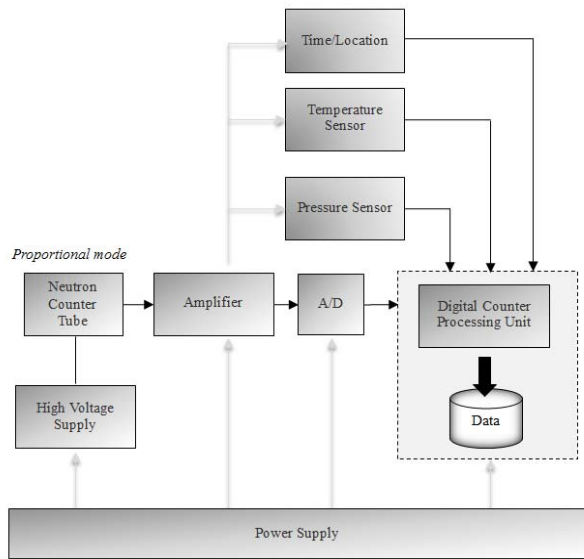 Time/Location
Temperature
Sensor
Pressure Sensor
Proportional mode
Neutron
Counter
Tube
Amplifier
A/D
Digital Counter
Processing Unit
High Voltage
Supply
Data
Power Supply